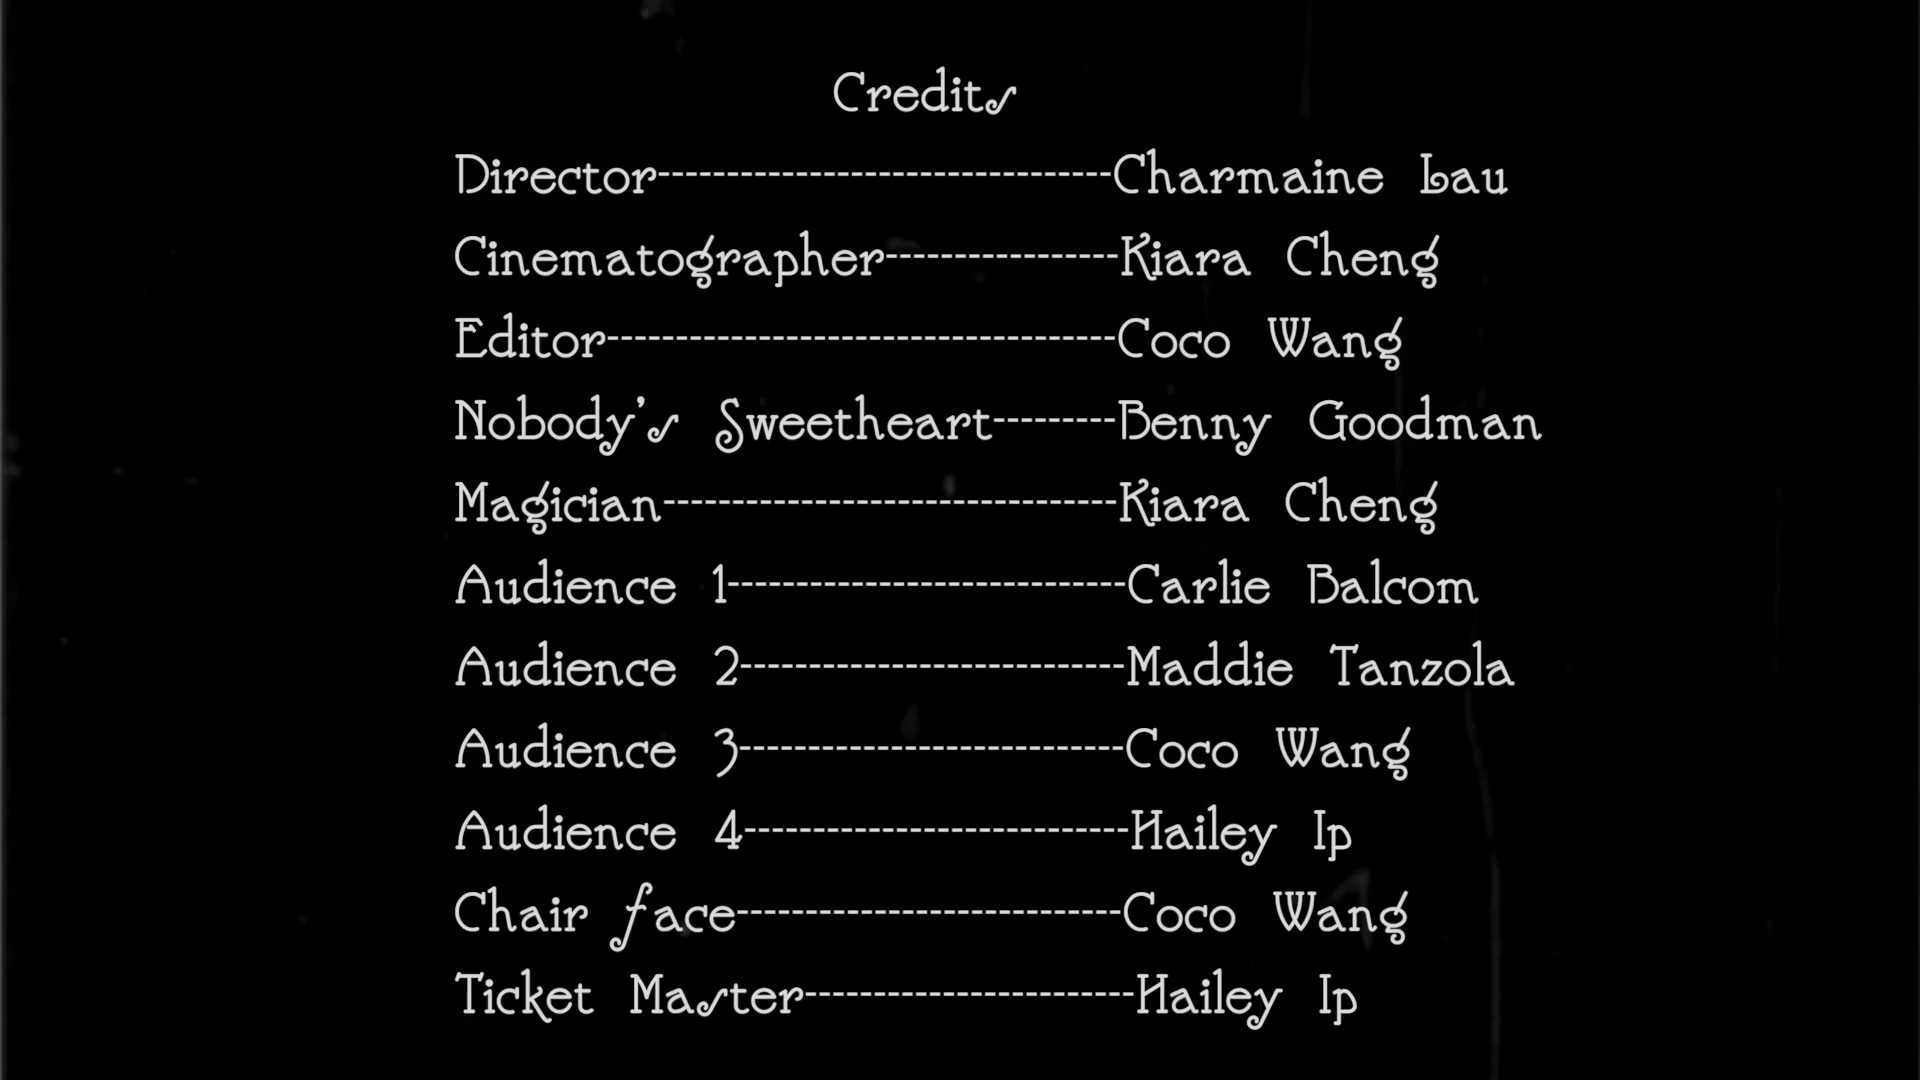 Credits
Director---------------------------------Charmaine Lau
Cinematographer-----------------Kiara Cheng
Editor-------------------------------------Coco Wang
Nobody's Sweetheart---------Benny Goodman
Magician---------------------------------Kiara Cheng
Audience 1-----------------------------Carlie Balcom
Audience 2----------------------------Maddie Tanzola
Audience 3----------------------------Coco Wang
Audience 4----------------------------Hailey Ip
Chair face----------------------------Coco Wang
Ticket Master------------------------Hailey Ip